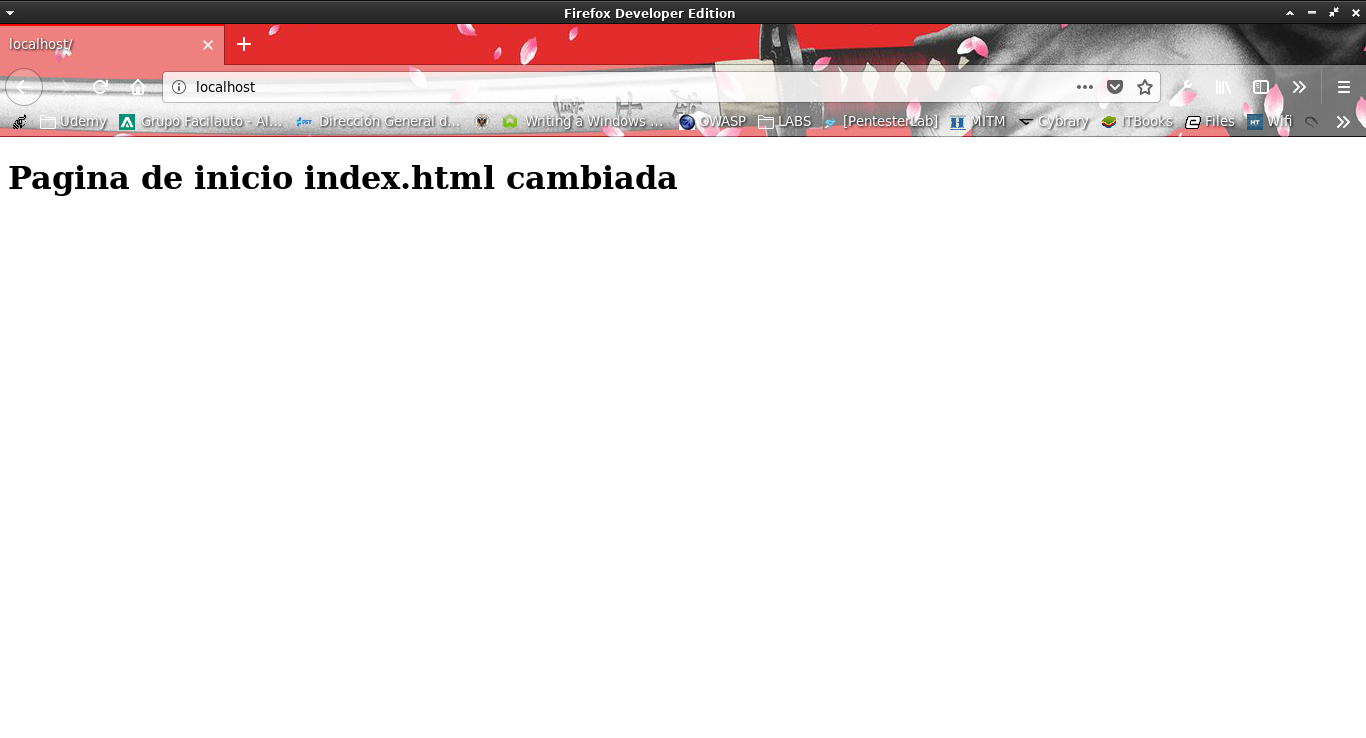 Firefox Developer Edition
localhost/
localhost
Udemy Grupo Facilauto - Al... Dirección General d... Writing a Windows ... OWASP LABS [PentesterLab] MITM Cybrary ITBooks Files HT Wifi
Pagina de inicio index.html cambiada